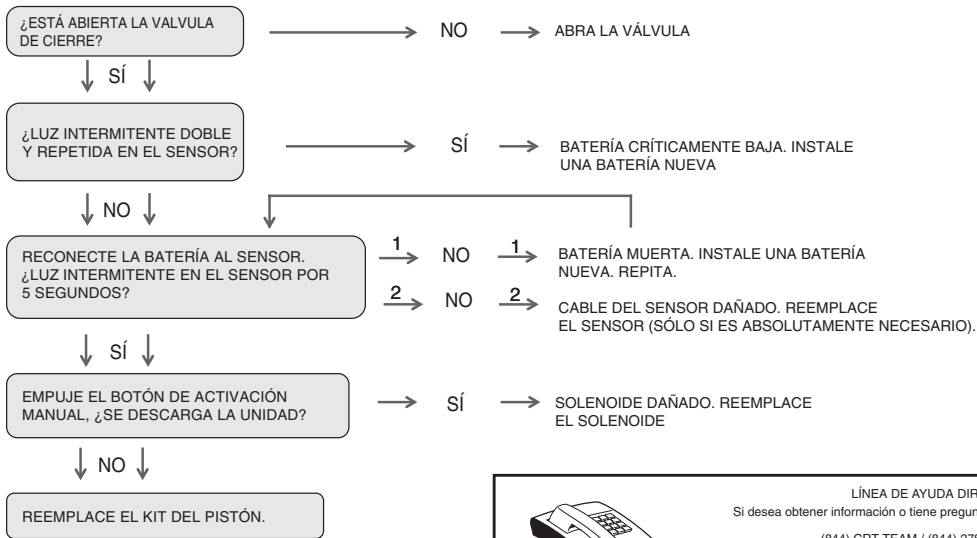 ¿ESTÁ ABIERTA LA VALVULA
DE CIERRE?
NO
ABRA LA VÁLVULA
SÍ
¿LUZ INTERMITENTE DOBLE
Y REPETIDA EN EL SENSOR?
SÍ
BATERÍA CRÍTICAMENTE BAJA. INSTALE
UNA BATERÍA NUEVA
NO
RECONECTE LA BATERÍA AL SENSOR.
¿LUZ INTERMITENTE EN EL SENSOR POR
5 SEGUNDOS?
1 NO 1
BATERÍA MUERTA. INSTALE UNA BATERÍA
NUEVA. REPITA.
2 NO 2
CABLE DEL SENSOR DAÑADO. REEMPLACE
EL SENSOR (SÓLO SI ES ABSOLUTAMENTE NECESARIO).
SÍ
EMPUJE EL BOTÓN DE ACTIVACIÓN
MANUAL, ¿SE DESCARGA LA UNIDAD?
SÍ
SOLENOIDE DAÑADO. REEMPLACE
EL SOLENOIDE
NO
REEMPLACE EL KIT DEL PISTÓN.
LÍNEA DE AYUDA
Si desea obtener información o tiene